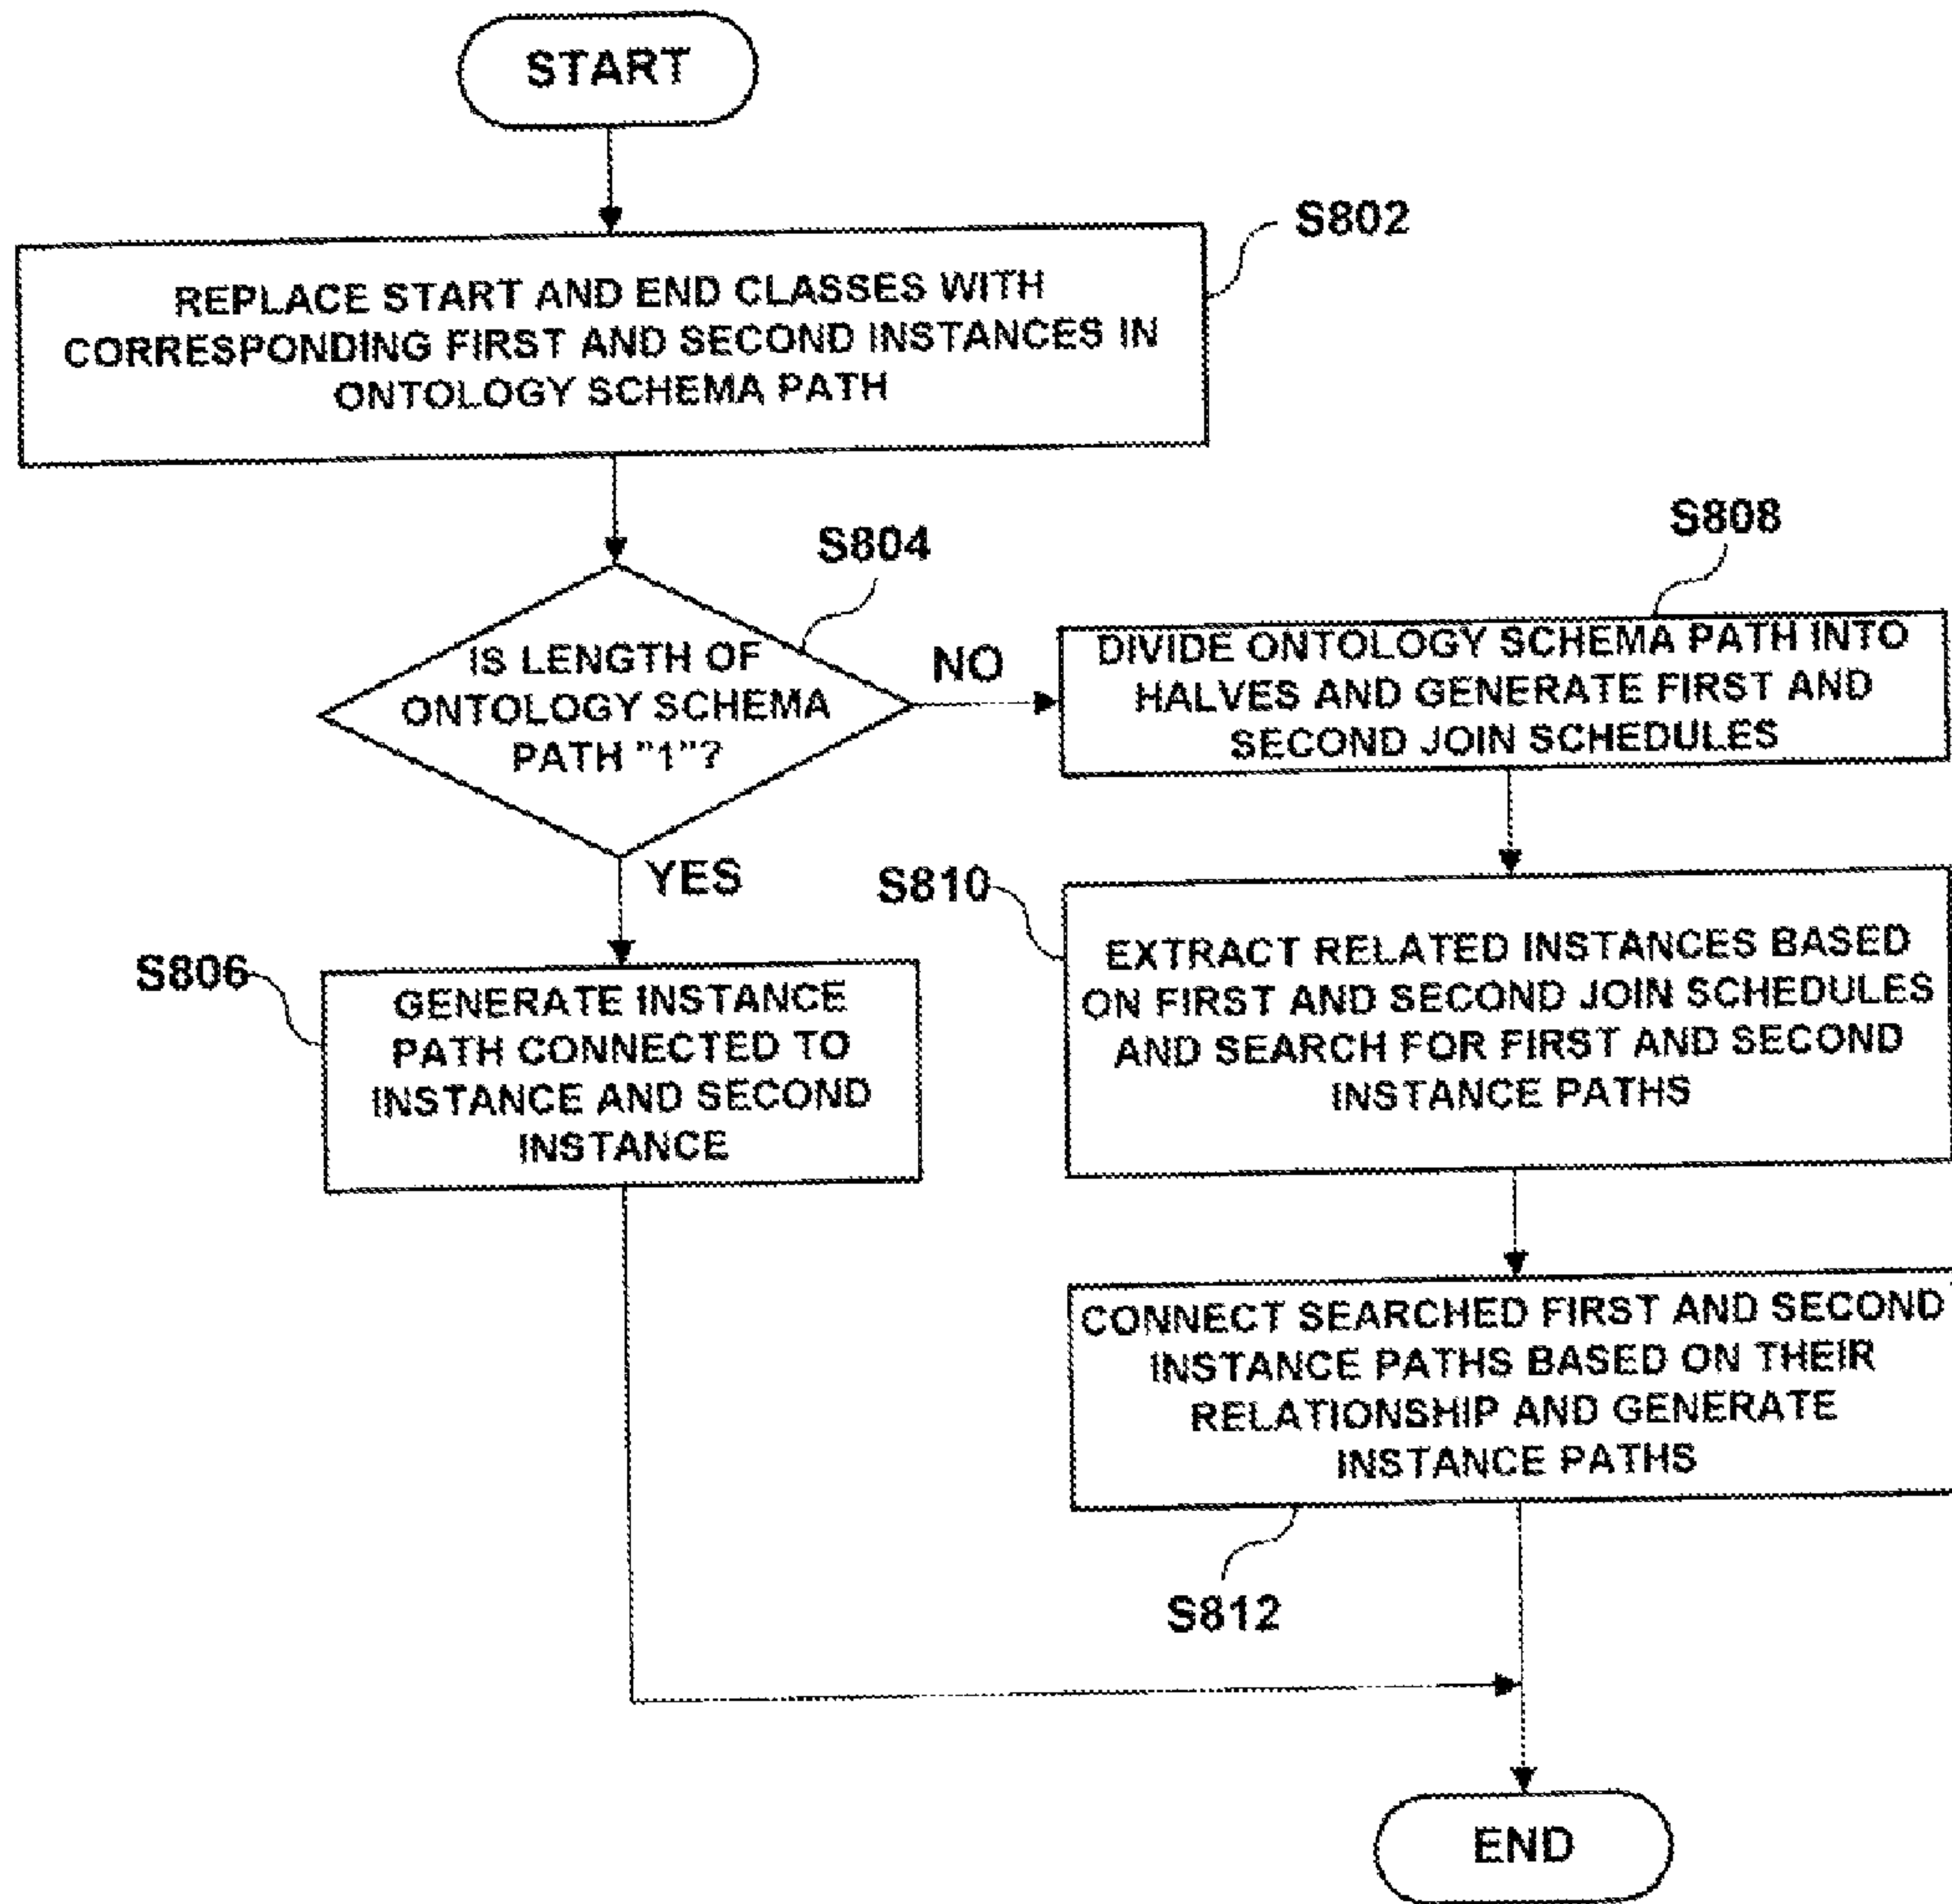 START
S802
REPLACE START AND END CLASSES WITH
CORRESPONDING FIRST AND SECOND INSTANCES IN
ONTOLOGY SCHEMA PATH
S804
IS LENGTH OF
ONTOLOGY SCHEMA
PATH "1"?
NO
YES
S806
GENERATE INSTANCE
PATH CONNECTED TO
INSTANCE AND SECOND
INSTANCE
S808
DIVIDE ONTOLOGY SCHEMA PATH INTO
HALVES AND GENERATE FIRST AND
SECOND JOIN SCHEDULES
S810
EXTRACT RELATED INSTANCES BASED
ON FIRST AND SECOND JOIN SCHEDULES
AND SEARCH FOR FIRST AND SECOND
INSTANCE PATHS
CONNECT SEARCHED FIRST AND SECOND
INSTANCE PATHS BASED ON THEIR
RELATIONSHIP AND GENERATE
INSTANCE PATHS
S812
END